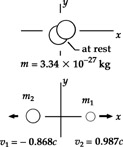 y
x
at rest
m = 3.34 × 10⁻²⁷ kg
y
m₂ m₁
x
v₁ = −0.868c v₂ = 0.987c